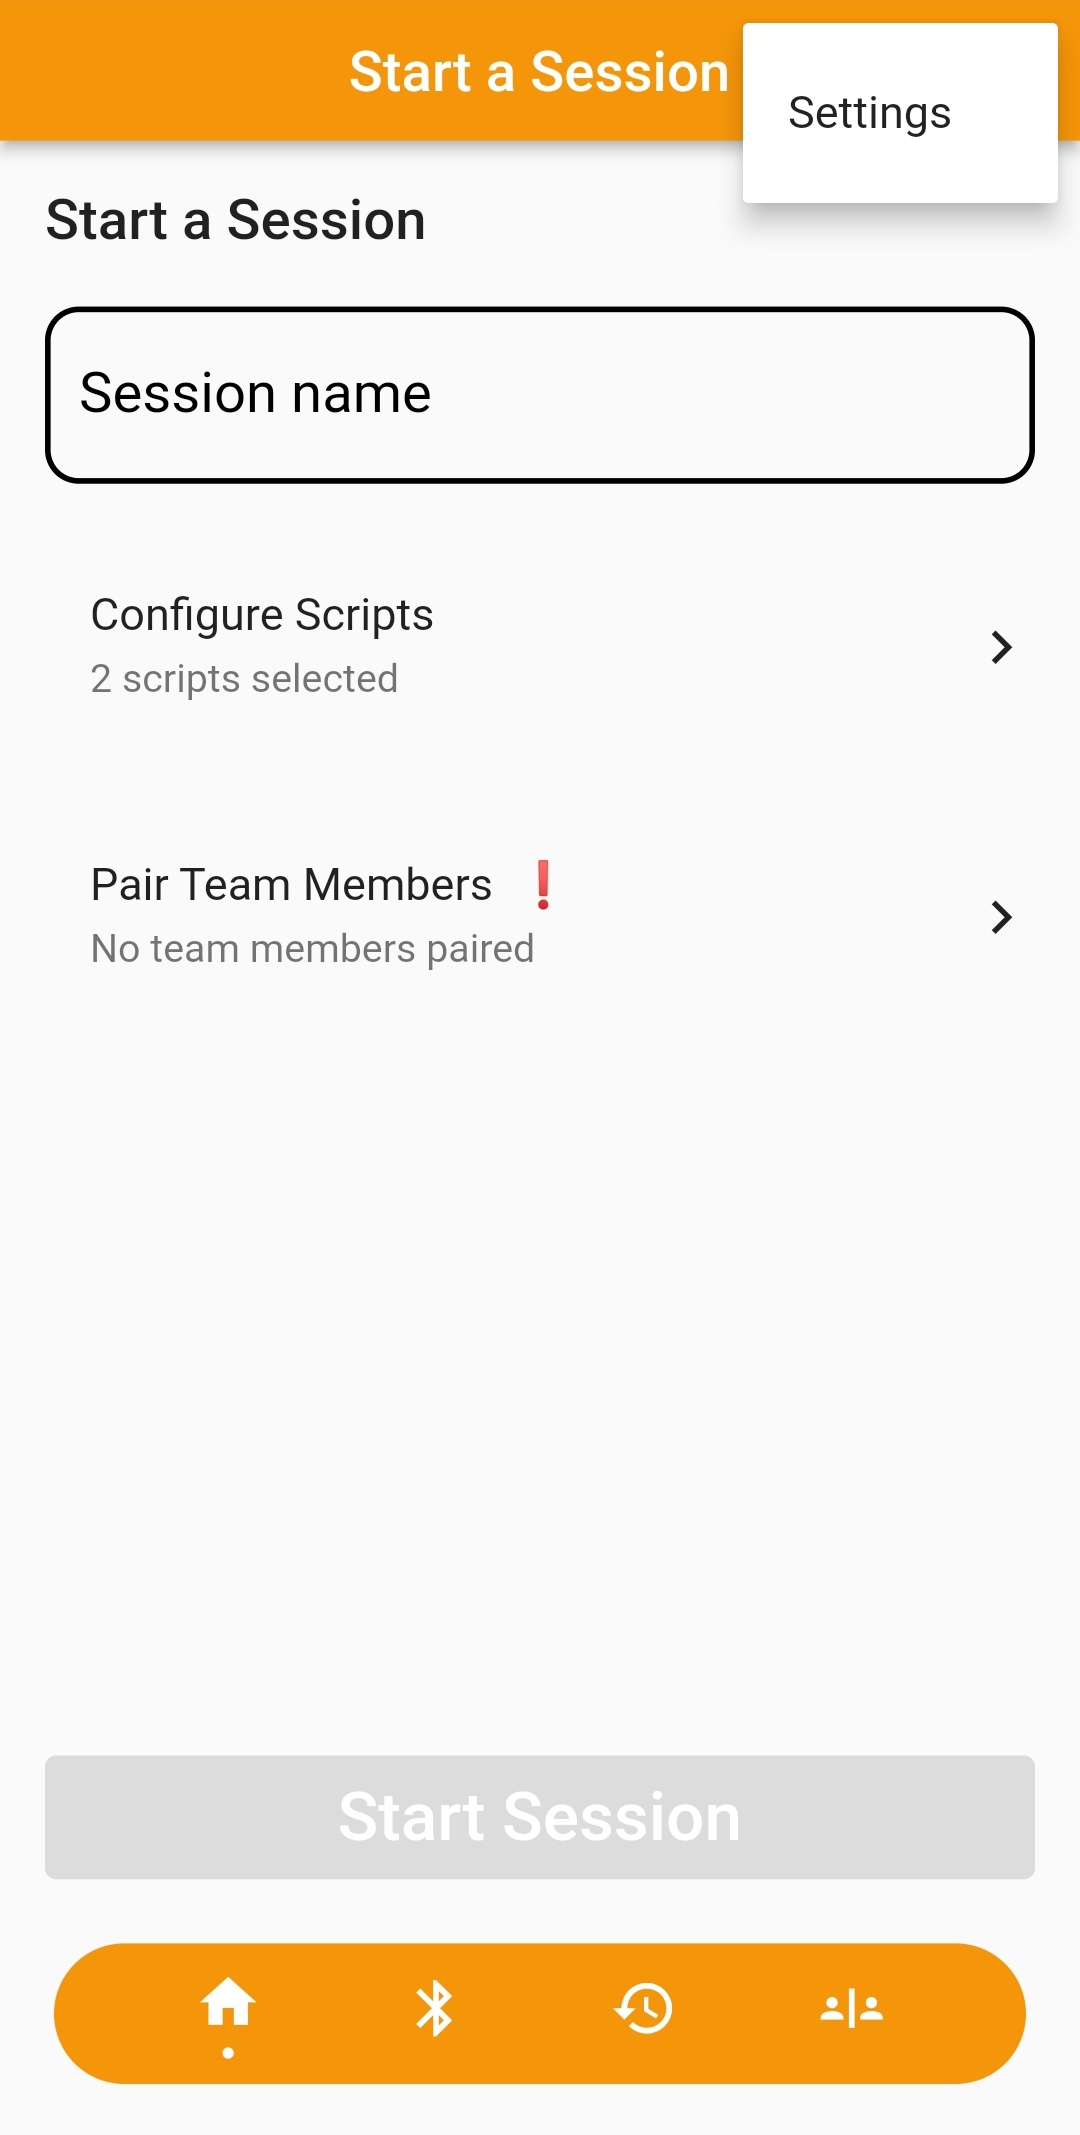 Start a Session
Settings
Start a Session
Session name
Configure Scripts
2 scripts selected
Pair Team Members ❗
No team members paired
Start Session